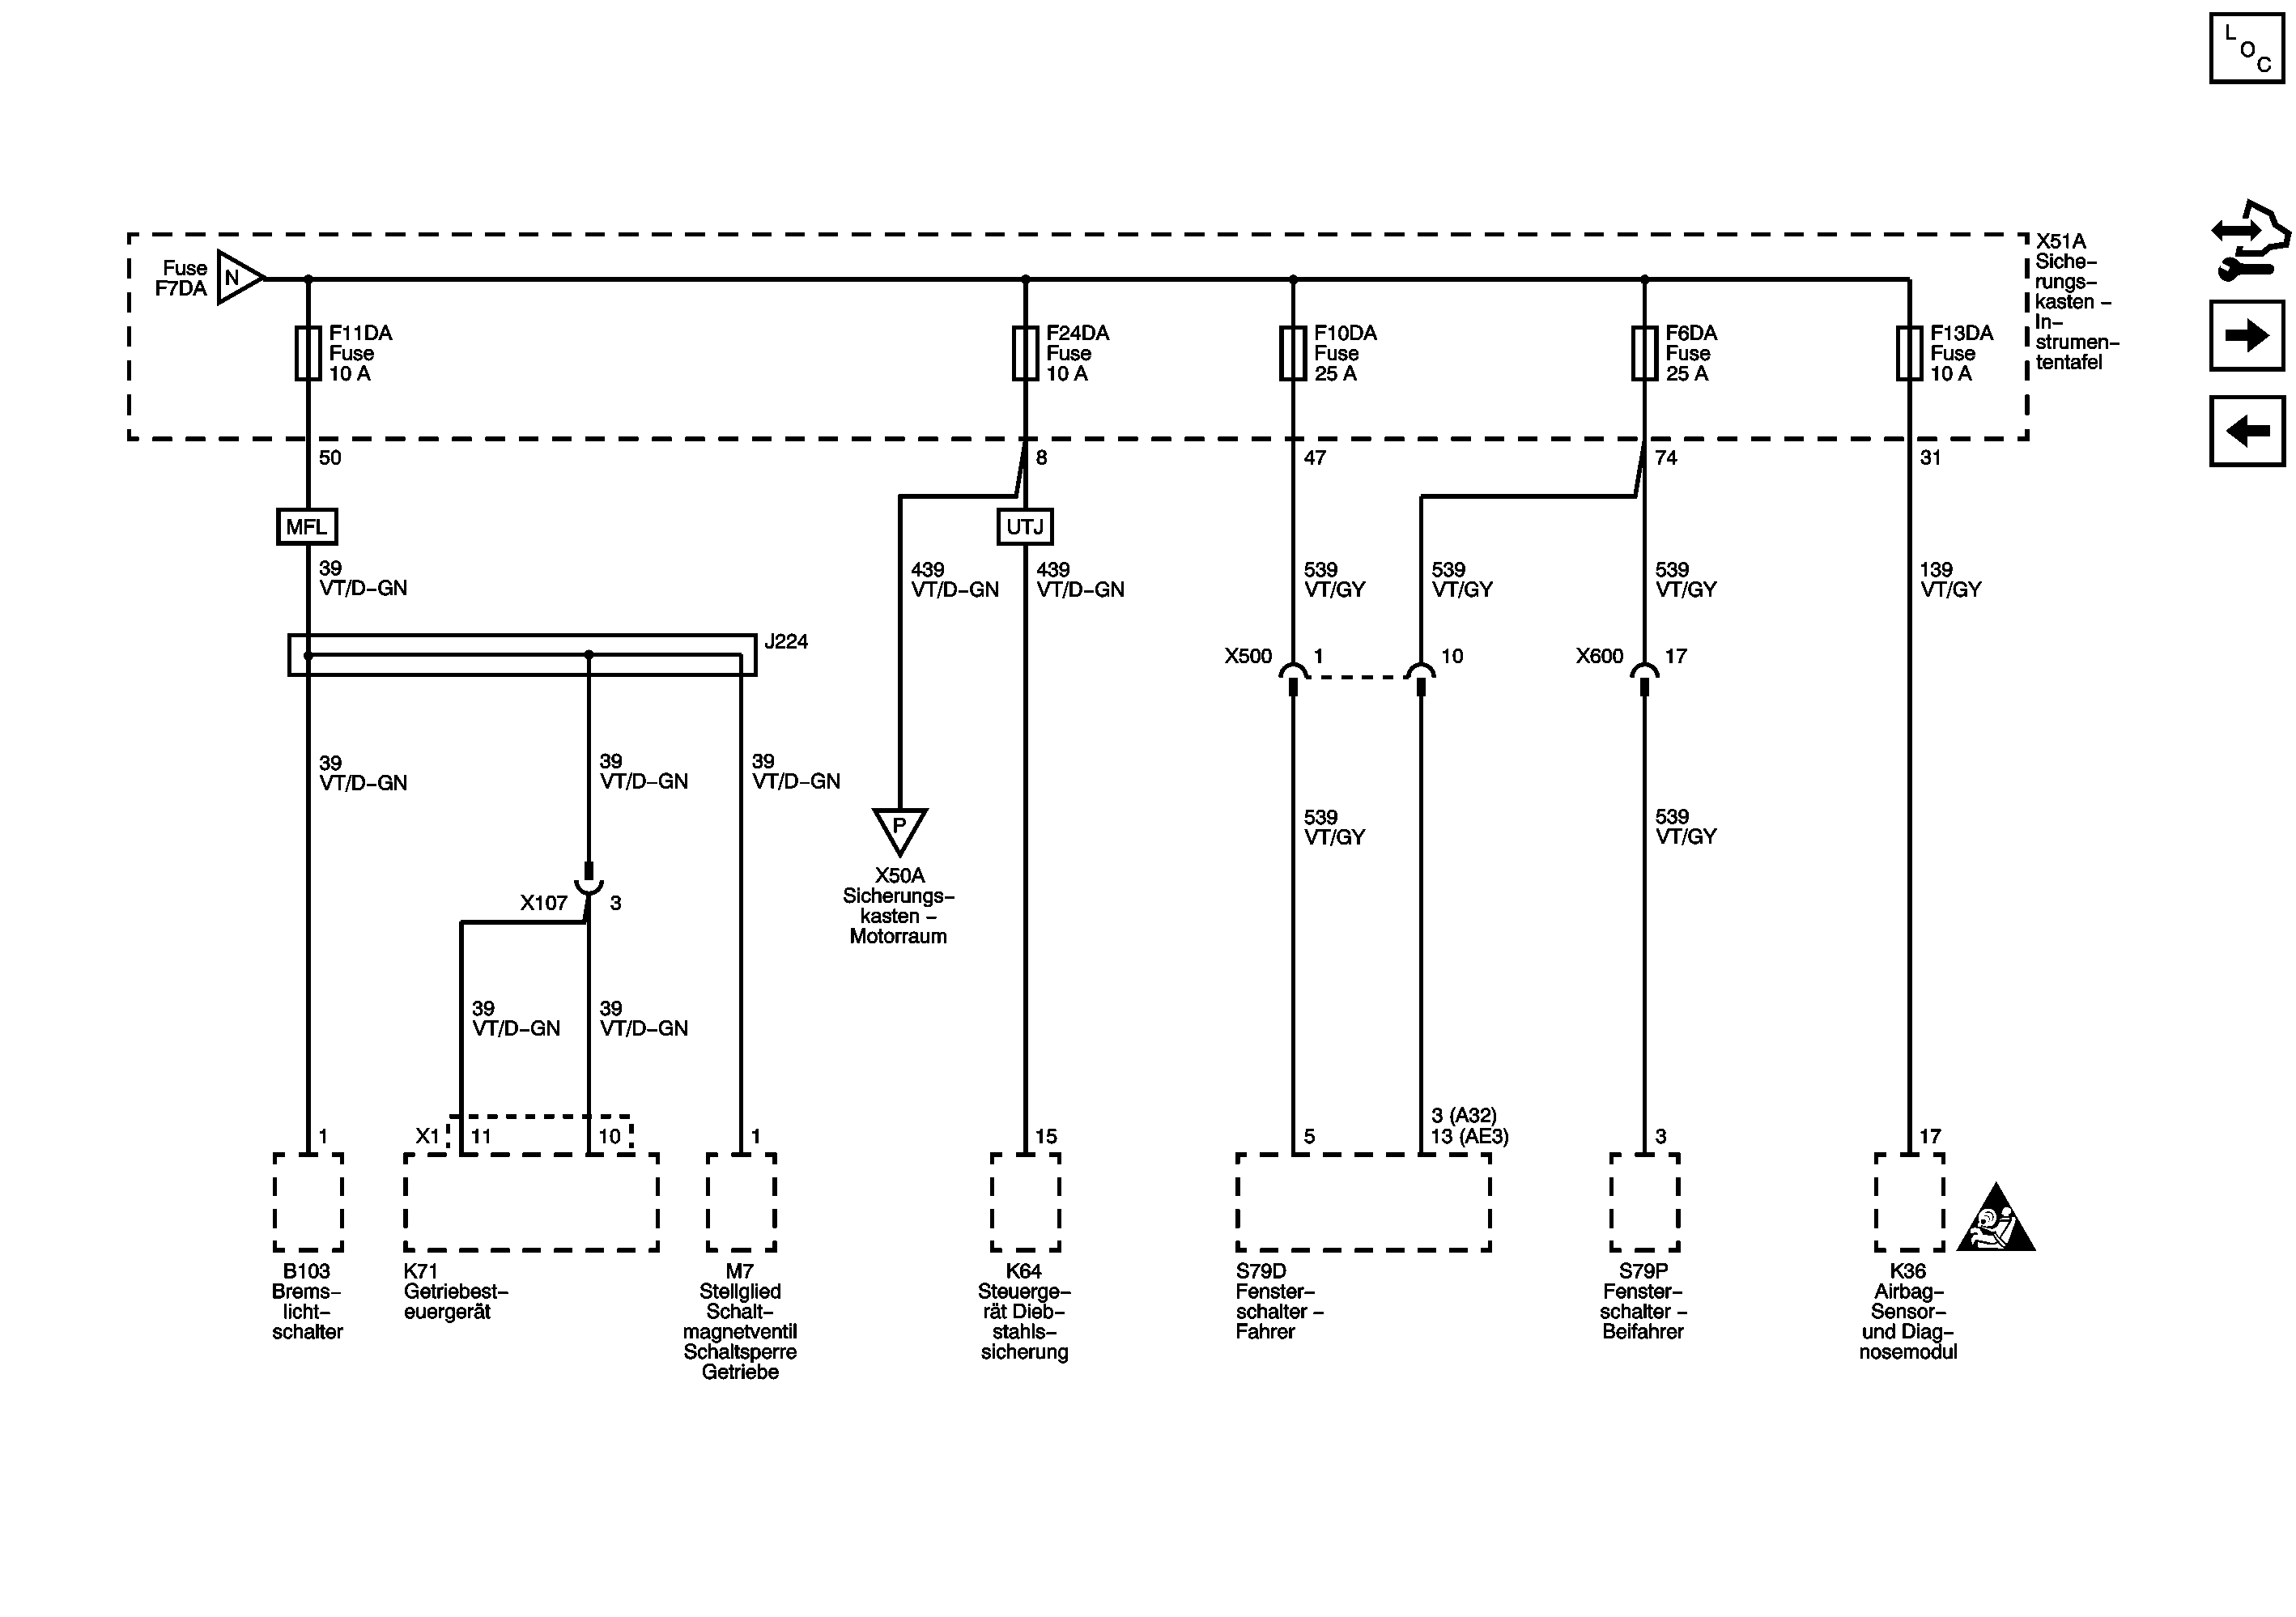 L
O
C
Fuse
F7DA
N
F11DA
Fuse
10 A
F24DA
Fuse
10 A
F10DA
Fuse
25 A
F6DA
Fuse
25 A
F13DA
Fuse
10 A
X51A
Siche–
rungs–
kasten –
In–
strumen–
tentafel
50
8
47
74
31
MFL
UTJ
39
VT/D–GN
439
VT/D–GN
439
VT/D–GN
539
VT/GY
539
VT/GY
539
VT/GY
139
VT/GY
J224
X500
1
10
X600
17
39
VT/D–GN
39
VT/D–GN
39
VT/D–GN
P
X50A
Sicherungs–
kasten –
Motorraum
539
VT/GY
539
VT/GY
X107
3
39
VT/D–GN
39
VT/D–GN
1
X1
11
10
1
15
5
3 (A32)
13 (AE3)
3
17
B103
Brems–
licht–
schalter
K71
Getriebest–
euergerät
M7
Stellglied
Schalt–
magnetventil
Schaltsperre
Getriebe
K64
Steuerge–
rät Dieb–
stahls–
sicherung
S79D
Fenster–
schalter –
Fahrer
S79P
Fenster–
schalter –
Beifahrer
K36
Airbag–
Sensor–
und Diag–
nosemodul